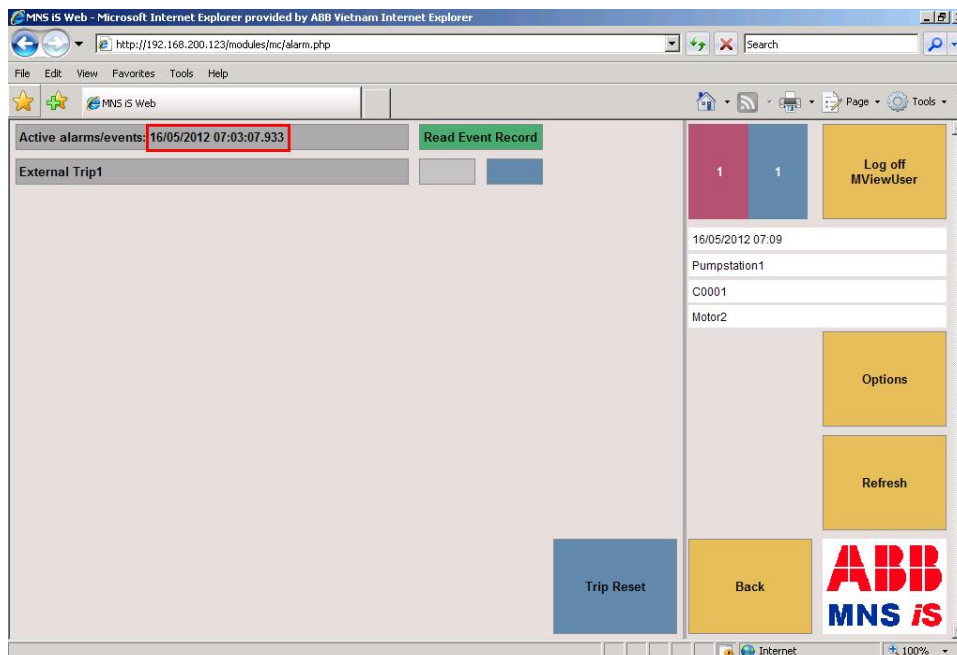 MNS iS Web - Microsoft Internet Explorer provided by ABB Vietnam Internet Explorer
http://192.168.200.123/modules/mc/alarm.php
Search
File Edit View Favorites Tools Help
MNS iS Web
Page
Tools
Active alarms/events: 16/05/2012 07:03:07.933
Read Event Record
External Trip1
1
1
Log off
MViewUser
16/05/2012 07:09
Pumpstation1
C0001
Motor2
Options
Refresh
Trip Reset
Back
ABB
MNS iS
Internet
100%